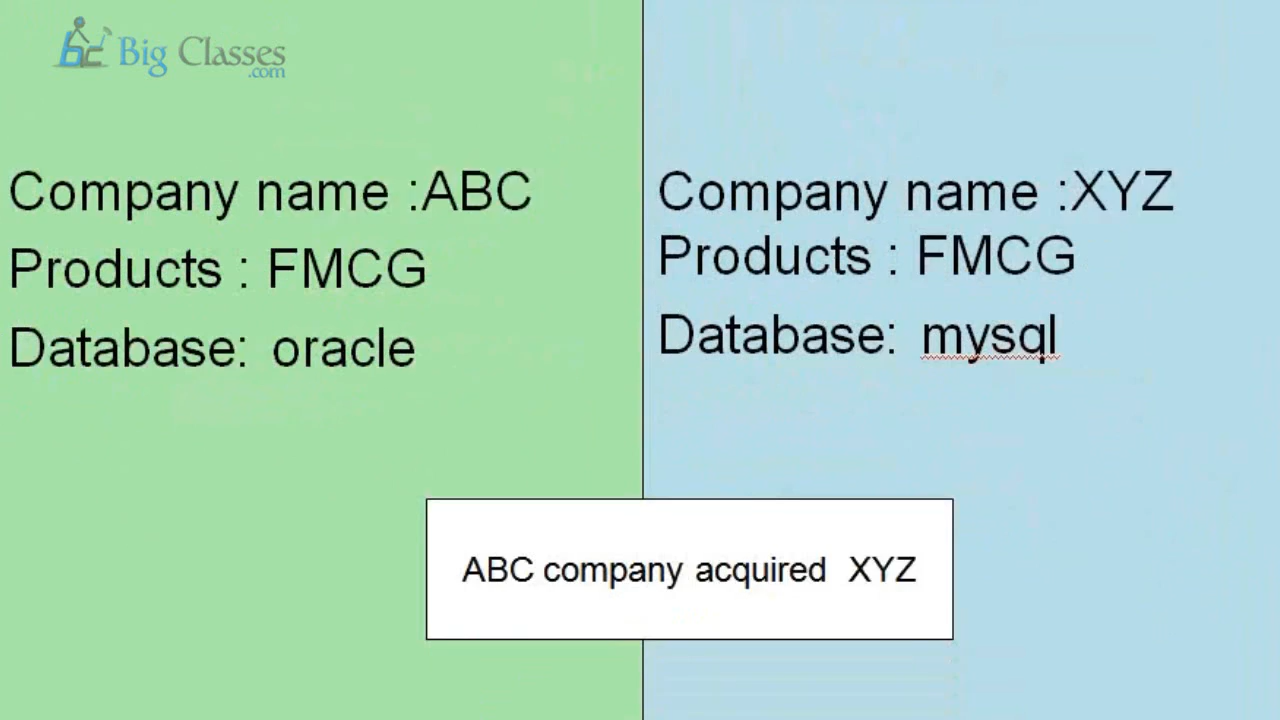 Big Classes
.com
Company name :ABC
Products : FMCG
Database: oracle
Company name :XYZ
Products : FMCG
Database: mysql
ABC company acquired XYZ